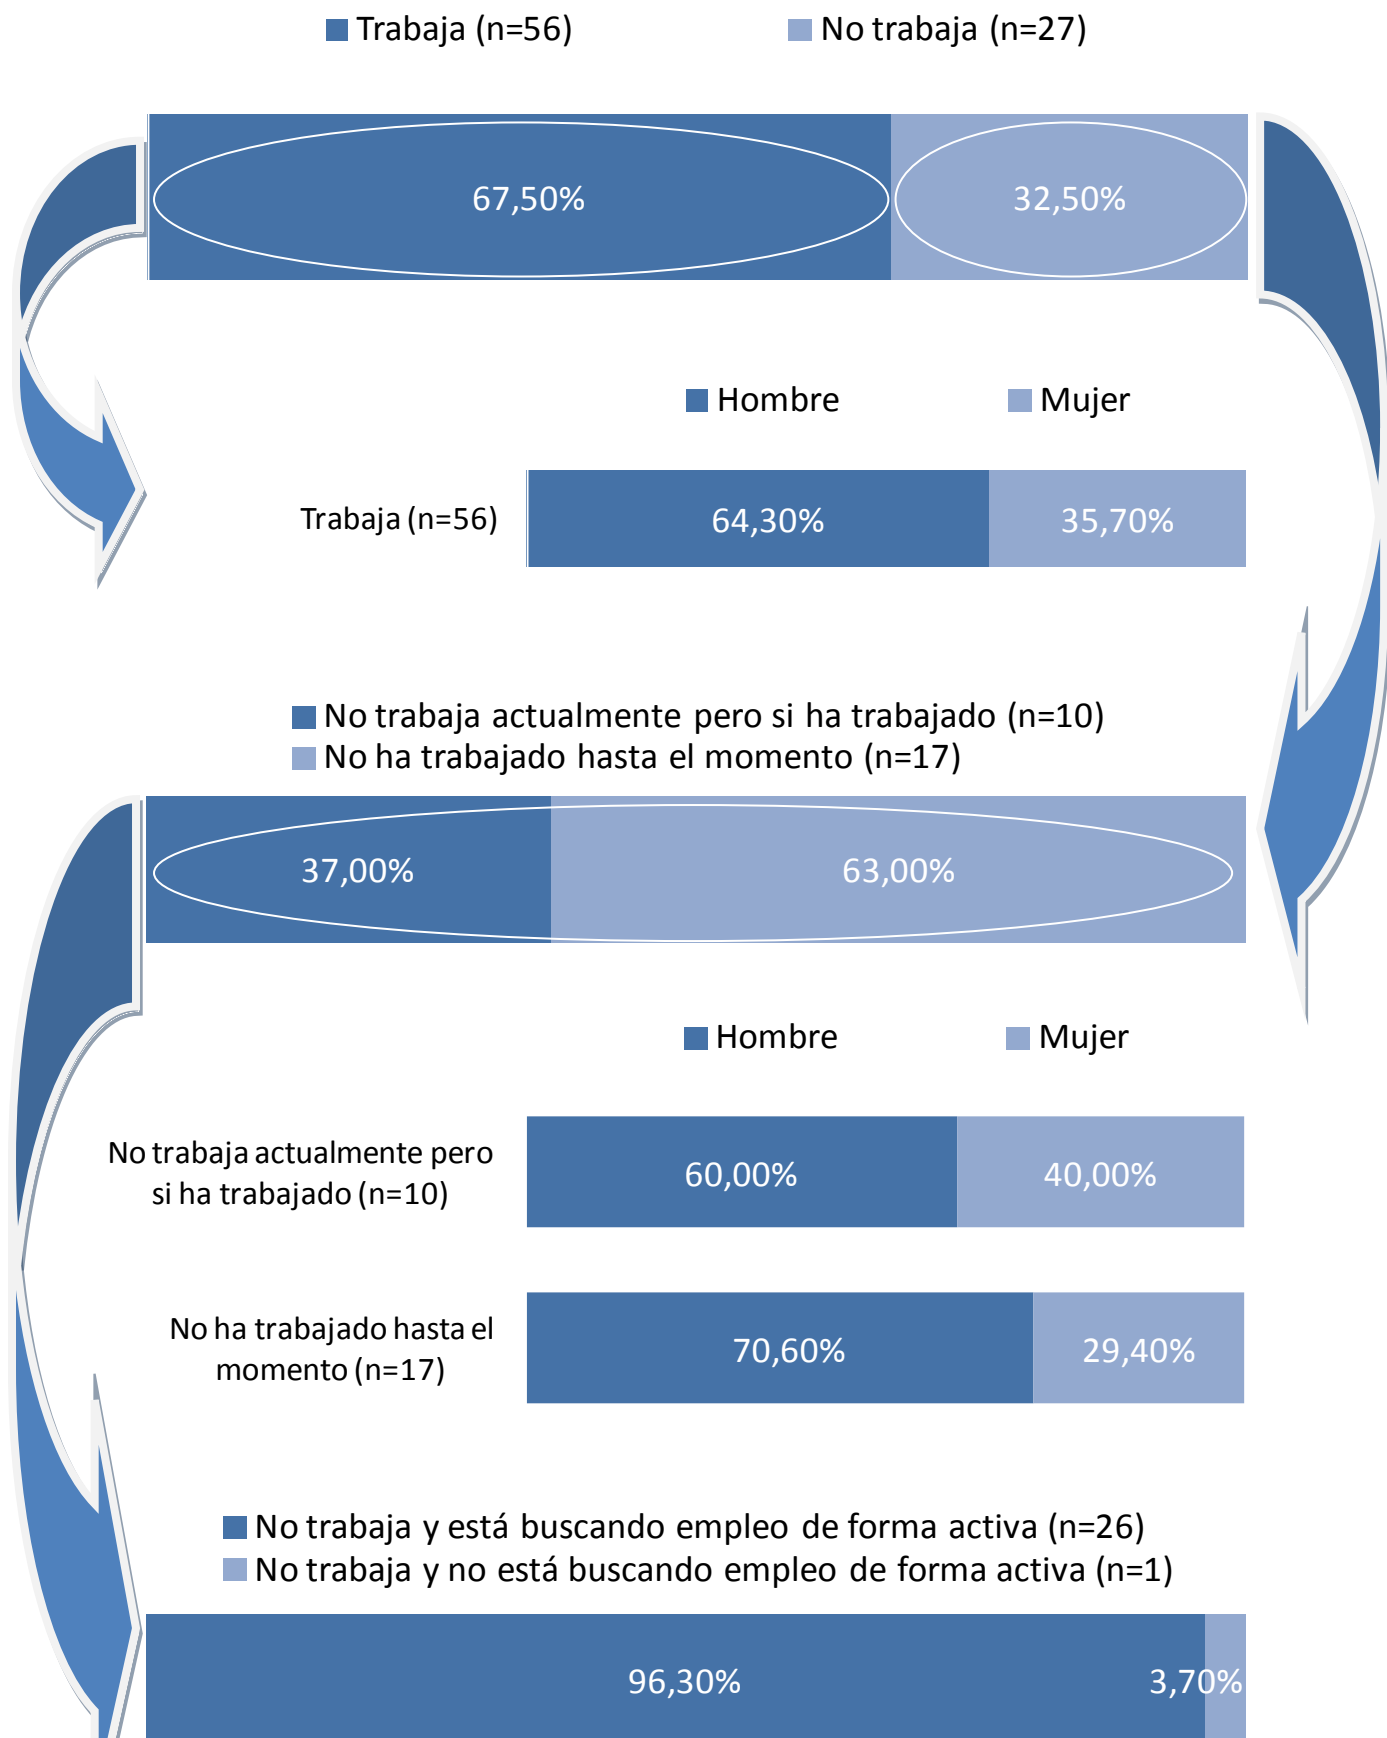 Trabaja (n=56) No trabaja (n=27)
67,50% 32,50%
Hombre Mujer
Trabaja (n=56) 64,30% 35,70%
No trabaja actualmente pero si ha trabajado (n=10)
No ha trabajado hasta el momento (n=17)
37,00% 63,00%
Hombre Mujer
No trabaja actualmente pero
si ha trabajado (n=10)
60,00% 40,00%
No ha trabajado hasta el
momento (n=17)
70,60% 29,40%
No trabaja y está buscando empleo de forma activa (n=26)
No trabaja y no está buscando empleo de forma activa (n=1)
96,30% 3,70%